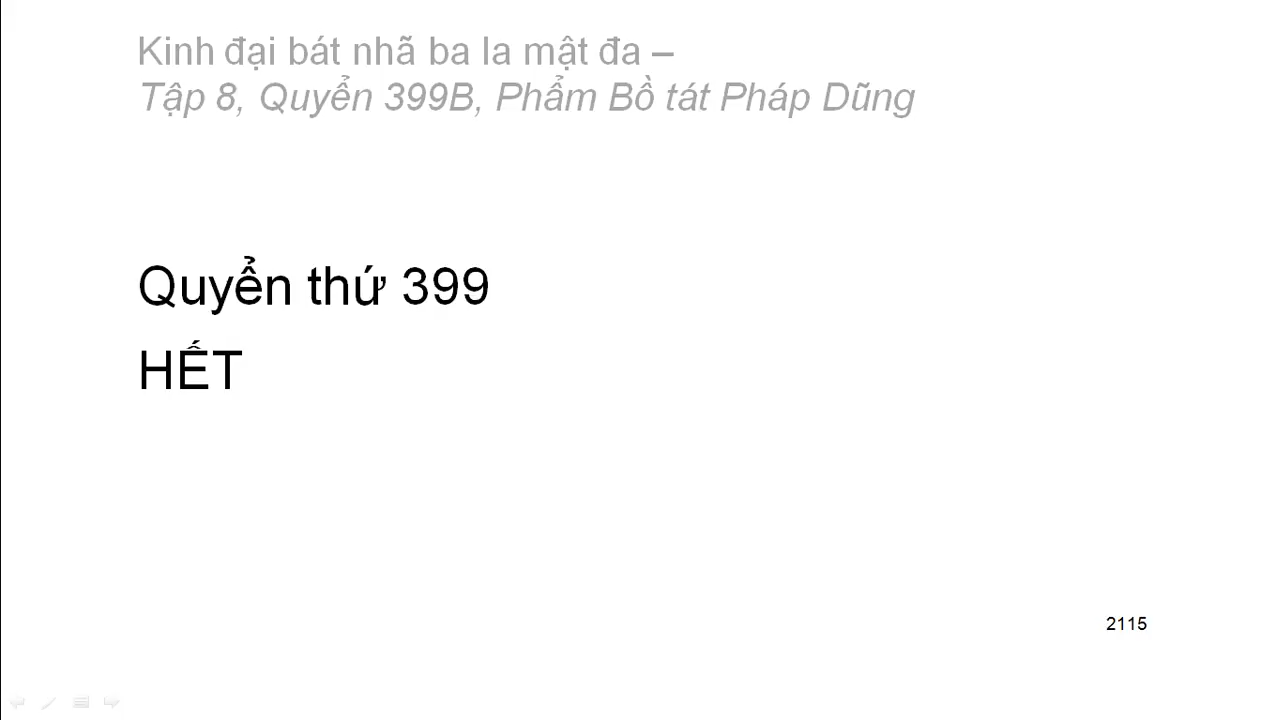 Kinh đại bát nhã ba la mật đa –
Tập 8, Quyển 399B, Phẩm Bồ tát Pháp Dũng
Quyển thứ 399
HẾT
2115